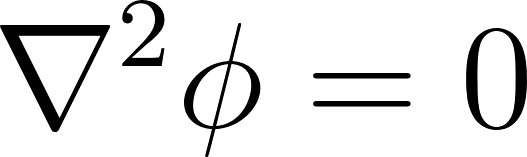 ∇²ϕ = 0